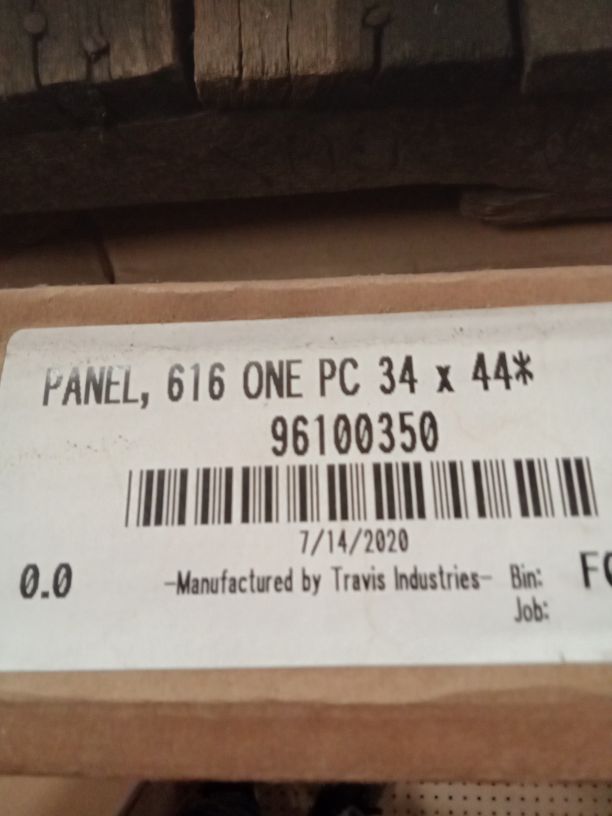 PANEL, 616 ONE PC 34 x 44*
96100350
7/14/2020
0.0 -Manufactured by Travis Industries- Bin:
Job: